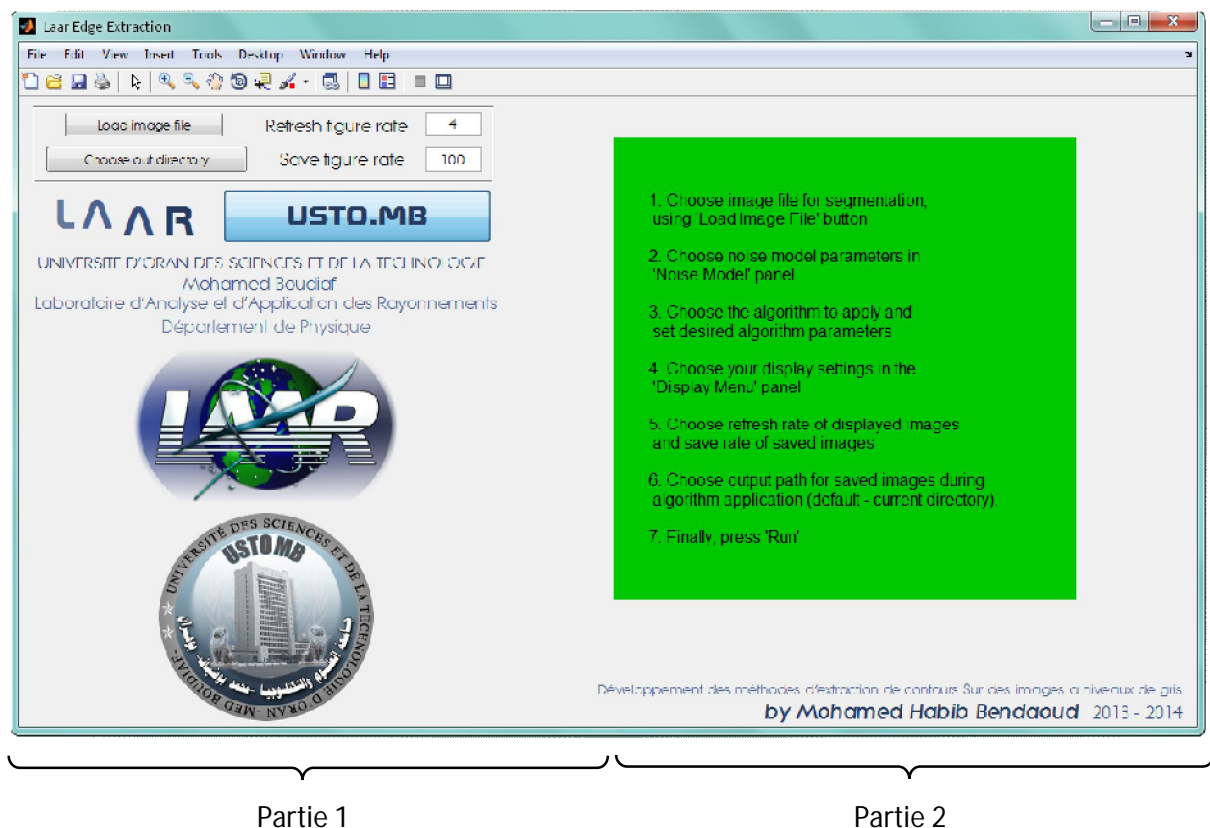 Laar Edge Extraction
File Edit View Insert Tools Desktop Window Help
Load image file
Refresh figure rate
4
Choose out directory
Save figure rate
100
LAAR
USTO.MB
UNIVERSITE D'ORAN DES SCIENCES ET DE LA TECHNOLOGIE
Mohamed Boudiaf
Laboratoire d'Analyse et d'Application des Rayonnements
Département de Physique
LAAR
UNIVERSITÉ DES SCIENCES ET DE LA TECHNOLOGIE D'ORAN -MED BOUDIAF-
USTO MB
1. Choose image file for segmentation,
using 'Load Image File' button
2. Choose noise model parameters in
'Noise Model' panel
3. Choose the algorithm to apply and
set desired algorithm parameters
4. Choose your display settings in the
'Display Menu' panel
5. Choose refresh rate of displayed images
and save rate of saved images
6. Choose output path for saved images during
algorithm application (default - current directory).
7. Finally, press 'Run'
Développement des méthodes d'extraction de contours Sur des images a niveaux de gris
by Mohamed Habib Bendaoud 2013 - 2014
Partie 1
Partie 2